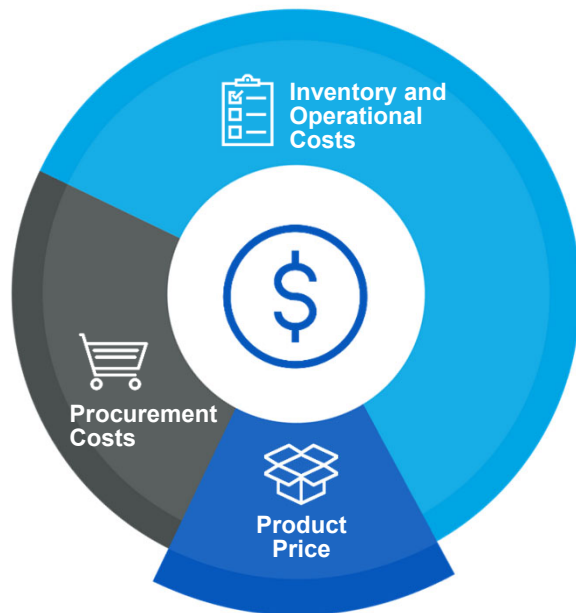 Inventory and
Operational
Costs
$
Procurement
Costs
Product
Price